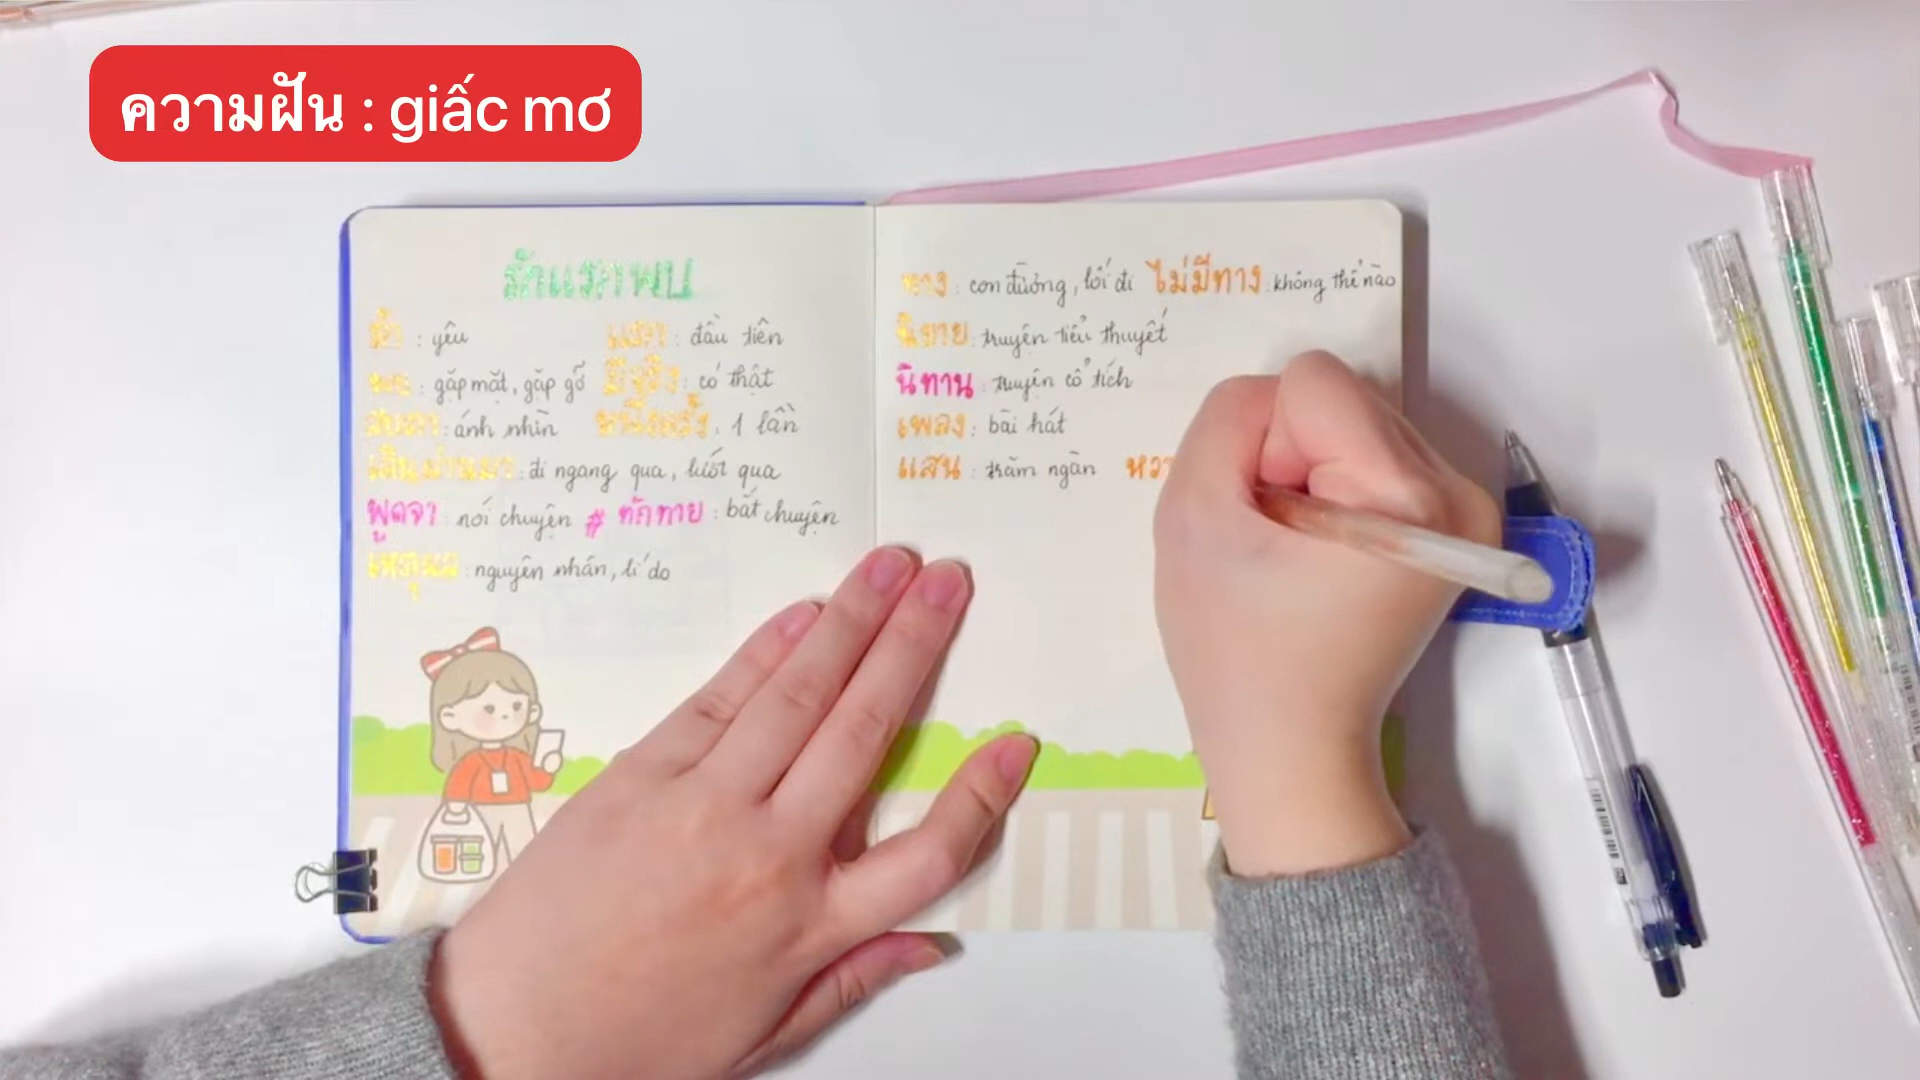 ความฝัน : giấc mơ
รักแรกพบ
รัก : yêu แรก : đầu tiên
พบ : gặp mặt, gặp gỡ มีจริง : có thật
สบตา : ánh nhìn หนึ่งครั้ง : 1 lần
เดินผ่านมา : đi ngang qua, lướt qua
พูดจา : nói chuyện # ทักทาย : bắt chuyện
เหตุผล : nguyên nhân, lí do
ทาง : con đường, lối đi ไม่มีทาง : không thể nào
นิยาย : truyện tiểu thuyết
นิทาน : truyện cổ tích
เพลง : bài hát
แสน : trăm ngàn